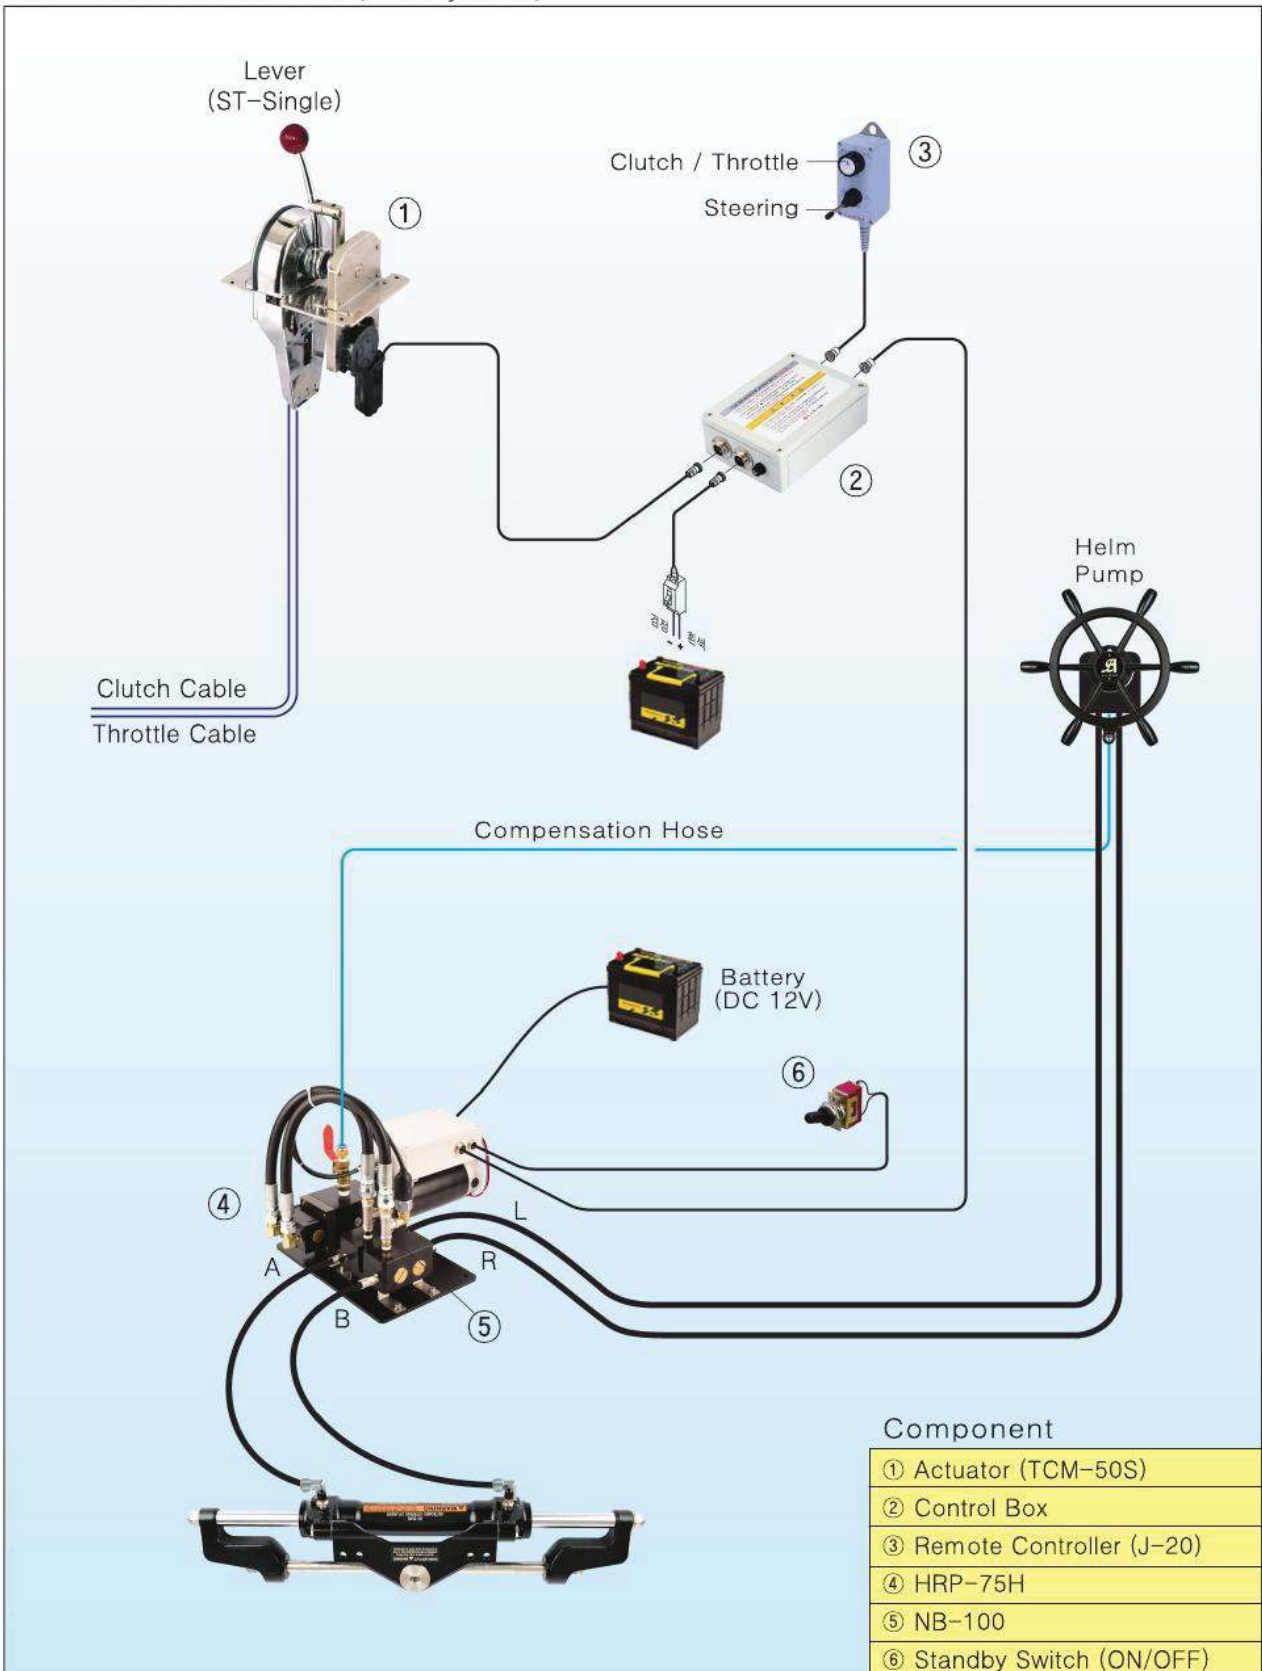 Lever
(ST-Single)
①
Clutch / Throttle
Steering
③
②
검정
흰색
- +
Helm
Pump
Clutch Cable
Throttle Cable
Compensation Hose
Battery
(DC 12V)
⑥
④
L
R
A
B
⑤
WARNING
Component
① Actuator (TCM-50S)
② Control Box
③ Remote Controller (J-20)
④ HRP-75H
⑤ NB-100
⑥ Standby Switch (ON/OFF)